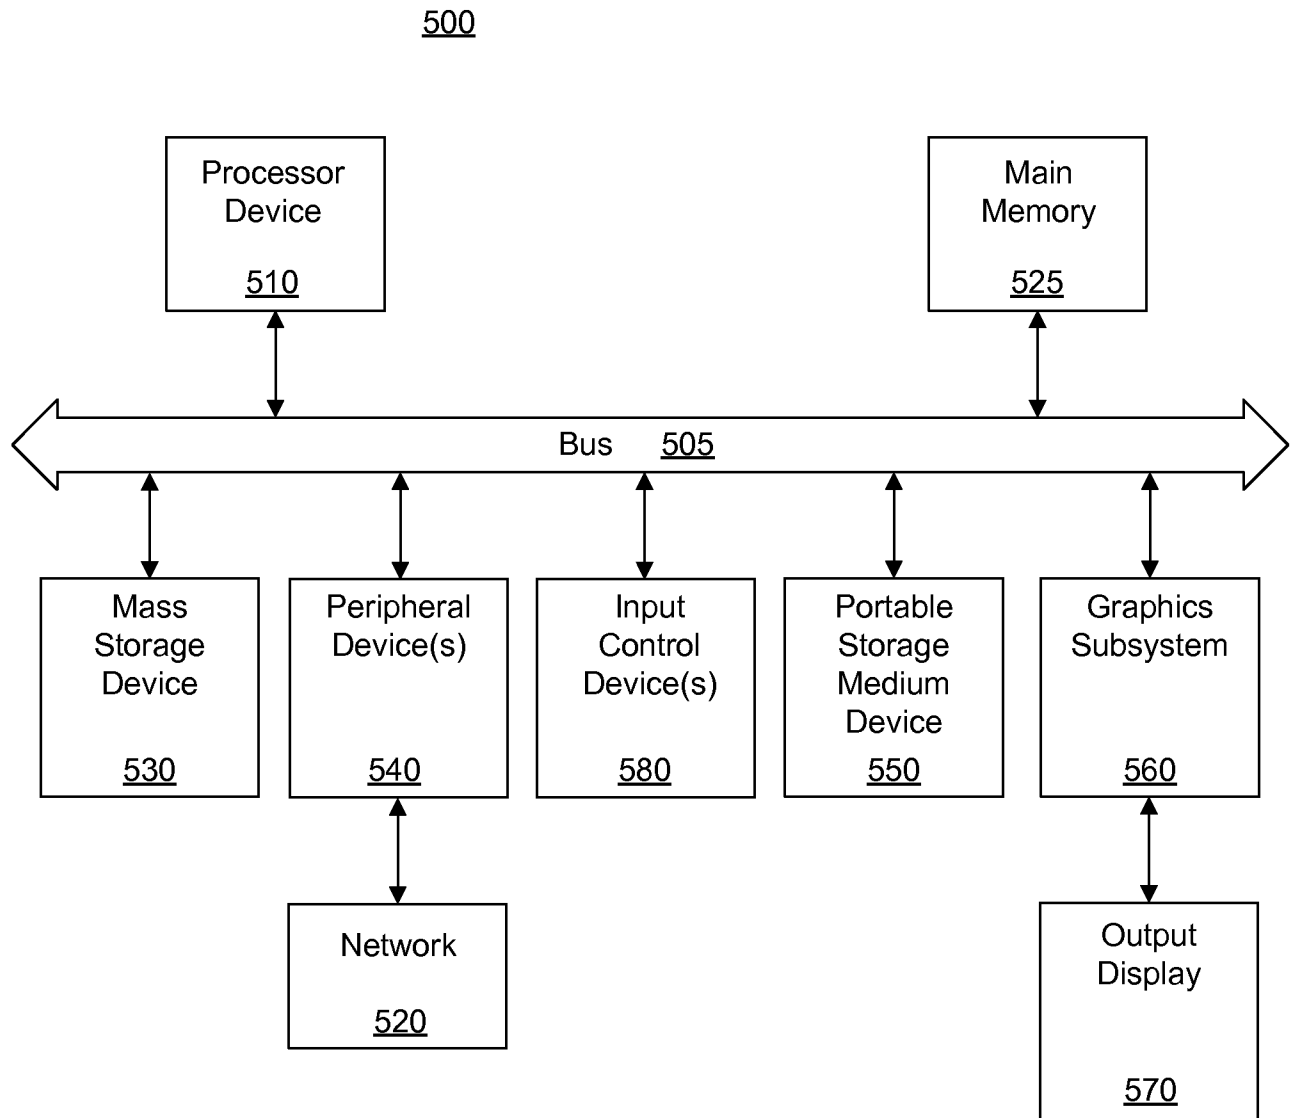 500
Processor
Device
510
Main
Memory
525
Bus 505
Mass
Storage
Device
530
Peripheral
Device(s)
540
Input
Control
Device(s)
580
Portable
Storage
Medium
Device
550
Graphics
Subsystem
560
Network
520
Output
Display
570